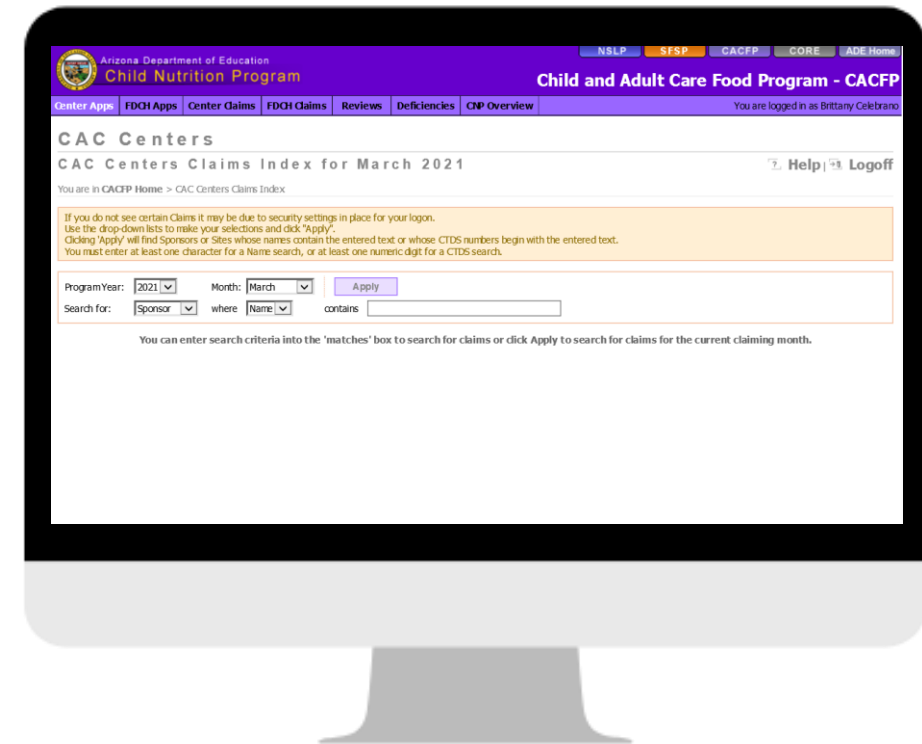 NSLP SFSP CACFP CORE ADE Home
Arizona Department of Education
Child Nutrition Program
Child and Adult Care Food Program - CACFP
Center Apps FDCH Apps Center Claims FDCH Claims Reviews Deficiencies CNP Overview You are logged in as Brittany Celebrano
CAC Centers
CAC Centers Claims Index for March 2021
? Help | Logoff
You are in CACFP Home > CAC Centers Claims Index
If you do not see certain Claims it may be due to security settings in place for your logon.
Use the drop-down lists to make your selections and click "Apply".
Clicking 'Apply' will find Sponsors or Sites whose names contain the entered text or whose CTDS numbers begin with the entered text.
You must enter at least one character for a Name search, or at least one numeric digit for a CTDS search.
Program Year: 2021 Month: March Apply
Search for: Sponsor where Name contains
You can enter search criteria into the 'matches' box to search for claims or click Apply to search for claims for the current claiming month.